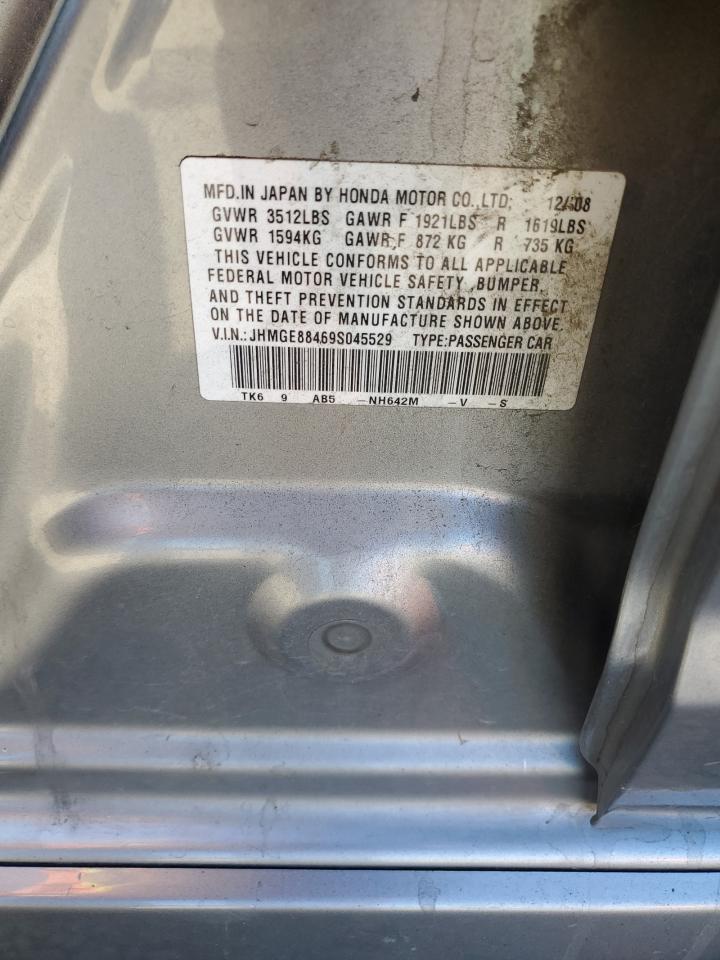 MFD.IN JAPAN BY HONDA MOTOR CO.,LTD; 12/'08
GVWR 3512LBS GAWR F 1921LBS R 1619LBS
GVWR 1594KG GAWR F 872 KG R 735 KG
THIS VEHICLE CONFORMS TO ALL APPLICABLE
FEDERAL MOTOR VEHICLE SAFETY, BUMPER,
AND THEFT PREVENTION STANDARDS IN EFFECT
ON THE DATE OF MANUFACTURE SHOWN ABOVE.
V.I.N.: JHMGE88469S045529 TYPE:PASSENGER CAR
TK6 9 AB5 -NH642M -V -S